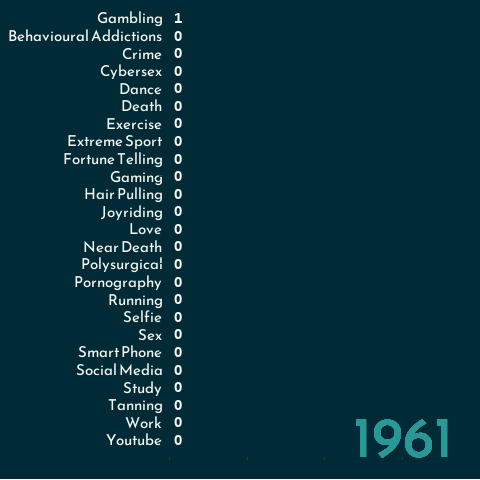 Gambling 1
Behavioural Addictions 0
Crime 0
Cybersex 0
Dance 0
Death 0
Exercise 0
Extreme Sport 0
Fortune Telling 0
Gaming 0
Hair Pulling 0
Joyriding 0
Love 0
Near Death 0
Polysurgical 0
Pornography 0
Running 0
Selfie 0
Sex 0
Smart Phone 0
Social Media 0
Study 0
Tanning 0
Work 0
Youtube 0
1961